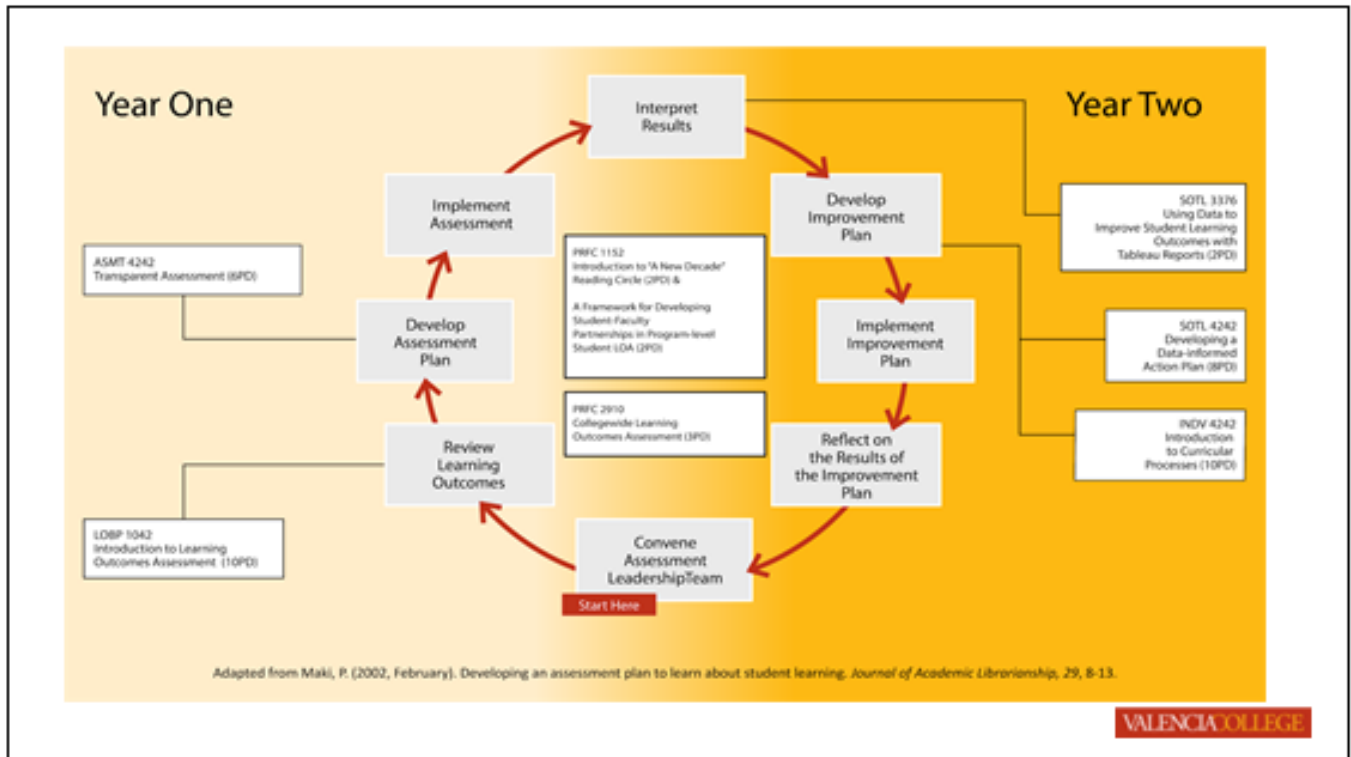 Year One
Year Two
Interpret
Results
Implement
Assessment
Develop
Improvement
Plan
SOTL 3376
Using Data to
Improve Student Learning
Outcomes with
Tableau Reports (2PD)
ASMT 4242
Transparent Assessment (6PD)
PRFC 1152
Introduction to "A New Decade"
Reading Circle (2PD) &
A Framework for Developing
Student-Faculty
Partnerships in Program-level
Student LOA (2PD)
Develop
Assessment
Plan
Implement
Improvement
Plan
SOTL 4242
Developing a
Data-informed
Action Plan (8PD)
PRFC 2910
Collegewide Learning
Outcomes Assessment (3PD)
Review
Learning
Outcomes
Reflect on
the Results of
the Improvement
Plan
INDV 4242
Introduction
to Curricular
Processes (10PD)
LOBP 1042
Introduction to Learning
Outcomes Assessment (10PD)
Convene
Assessment
LeadershipTeam
Start Here
Adapted from Maki, P. (2002, February). Developing an assessment plan to learn about student learning. Journal of Academic Librarianship, 29, 8-13.
VALENCIACOLLEGE